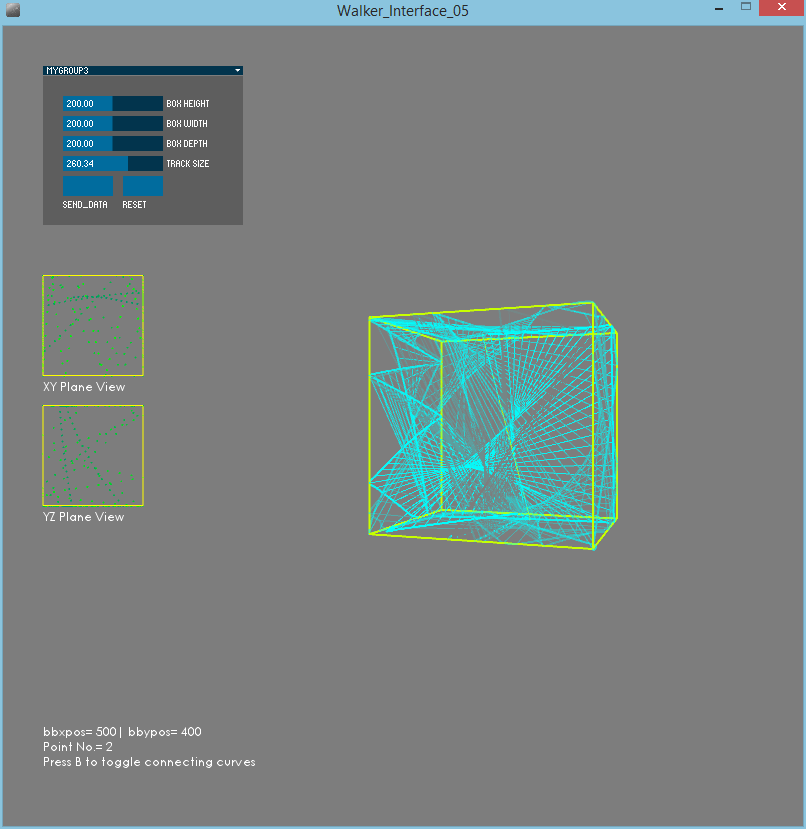 Walker_Interface_05
MYGROUP3
200.00 BOX HEIGHT
200.00 BOX WIDTH
200.00 BOX DEPTH
260.34 TRACK SIZE
SEND_DATA RESET
XY Plane View
YZ Plane View
bbxpos= 500| bbypos= 400
Point No.= 2
Press B to toggle connecting curves